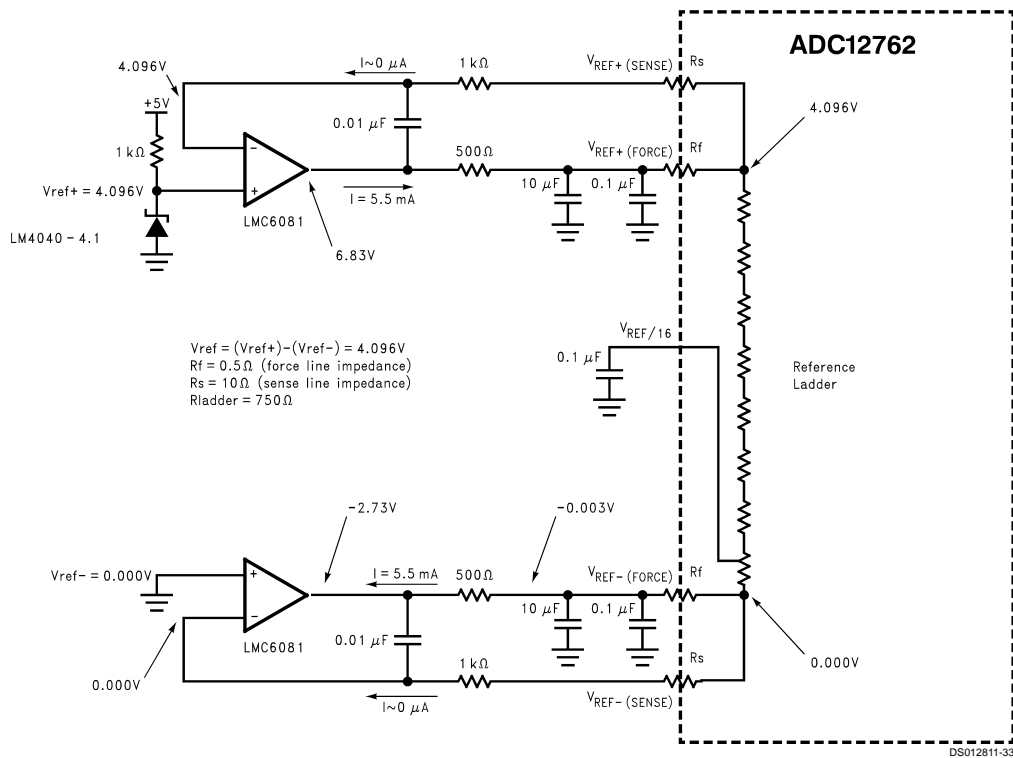 ADC12762
4.096V
I~0 μA
1 kΩ
VREF+ (SENSE)
Rs
+5V
0.01 μF
4.096V
1 kΩ
500Ω
VREF+ (FORCE)
Rf
−
+
Vref+ = 4.096V
I = 5.5 mA
10 μF
0.1 μF
LMC6081
LM4040 - 4.1
6.83V
VREF/16
Vref = (Vref+)-(Vref-) = 4.096V
Rf = 0.5Ω (force line impedance)
Rs = 10Ω (sense line impedance)
Rladder = 750Ω
0.1 μF
Reference
Ladder
-2.73V
-0.003V
Vref- = 0.000V
+
−
I = 5.5 mA
500Ω
VREF- (FORCE)
Rf
10 μF
0.1 μF
LMC6081
0.01 μF
0.000V
1 kΩ
Rs
0.000V
I~0 μA
VREF- (SENSE)
DS012811-33